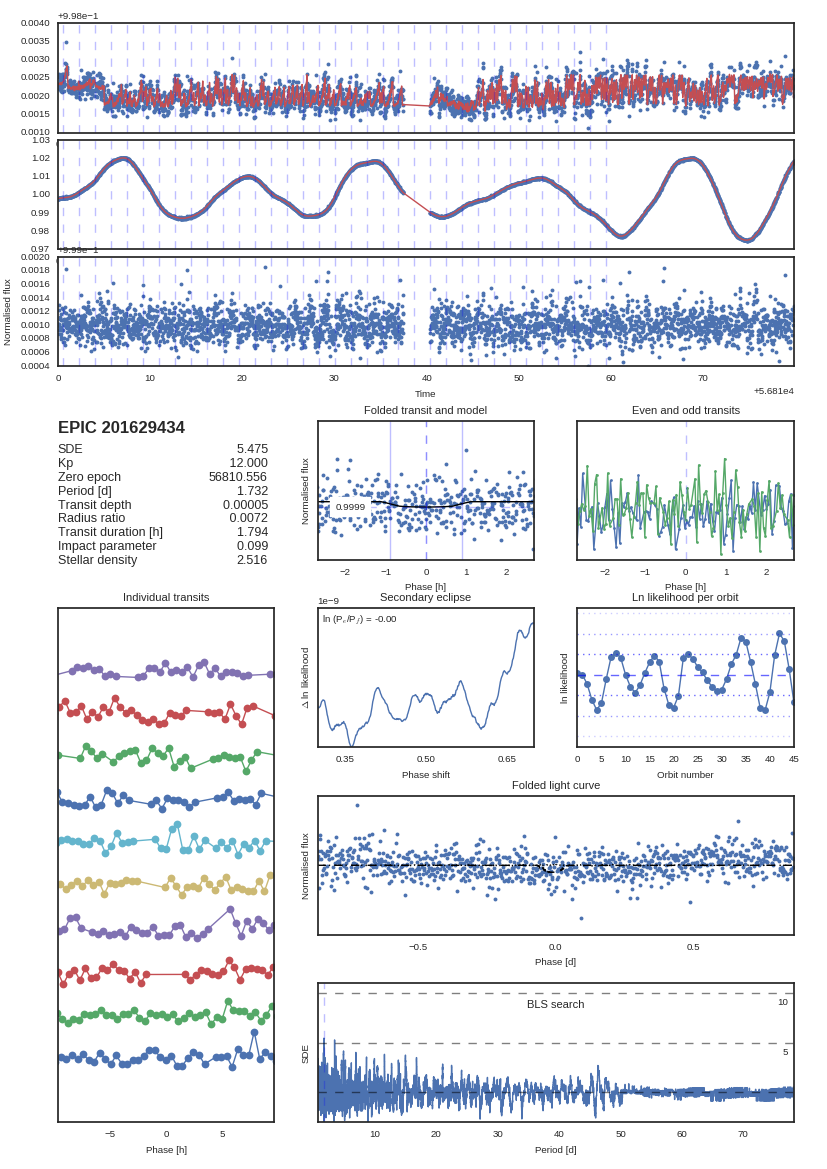 +9.98e−1
0.0040
0.0035
0.0030
0.0025
0.0020
0.0015
0.0010
1.03
1.02
1.01
1.00
0.99
0.98
0.97
+9.99e−1
0.0020
0.0018
0.0016
0.0014
0.0012
0.0010
0.0008
0.0006
0.0004
Normalised flux
0 10 20 30 40 50 60 70
Time
+5.681e4
EPIC 201629434
SDE 5.475
Kp 12.000
Zero epoch 56810.556
Period [d] 1.732
Transit depth 0.00005
Radius ratio 0.0072
Transit duration [h] 1.794
Impact parameter 0.099
Stellar density 2.516
Folded transit and model
Normalised flux
0.9999
−2 −1 0 1 2
Phase [h]
Even and odd transits
−2 −1 0 1 2
Phase [h]
Individual transits
−5 0 5
Phase [h]
Secondary eclipse
1e−9
ln (Pₑ/P𝑓) = -0.00
Δ ln likelihood
0.35 0.50 0.65
Phase shift
Ln likelihood per orbit
ln likelihood
0 5 10 15 20 25 30 35 40 45
Orbit number
Folded light curve
Normalised flux
−0.5 0.0 0.5
Phase [d]
BLS search
10
5
SDE
10 20 30 40 50 60 70
Period [d]